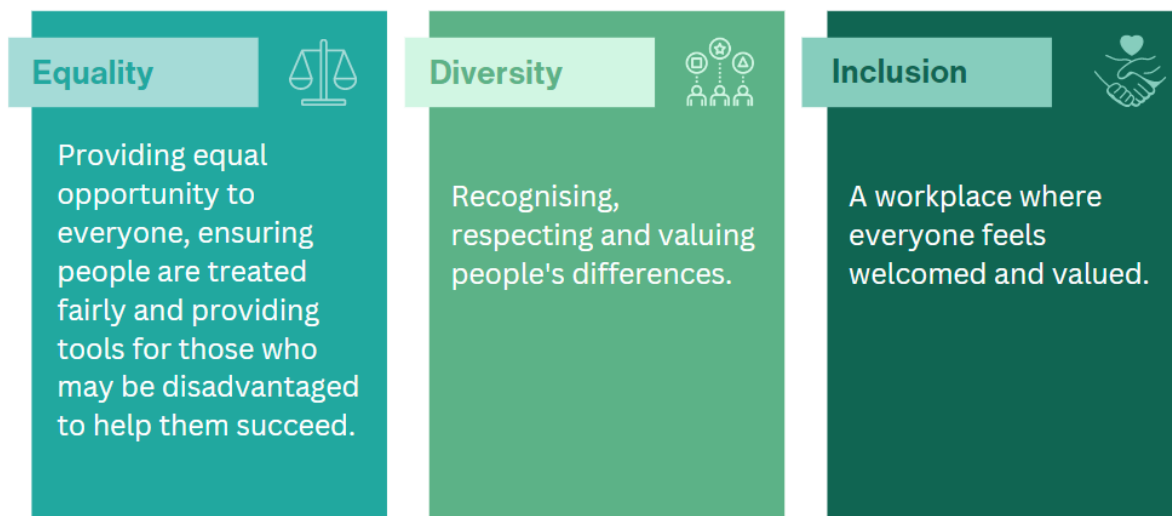 Equality
Providing equal
opportunity to
everyone, ensuring
people are treated
fairly and providing
tools for those who
may be disadvantaged
to help them succeed.
Diversity
Recognising,
respecting and valuing
people's differences.
Inclusion
A workplace where
everyone feels
welcomed and valued.